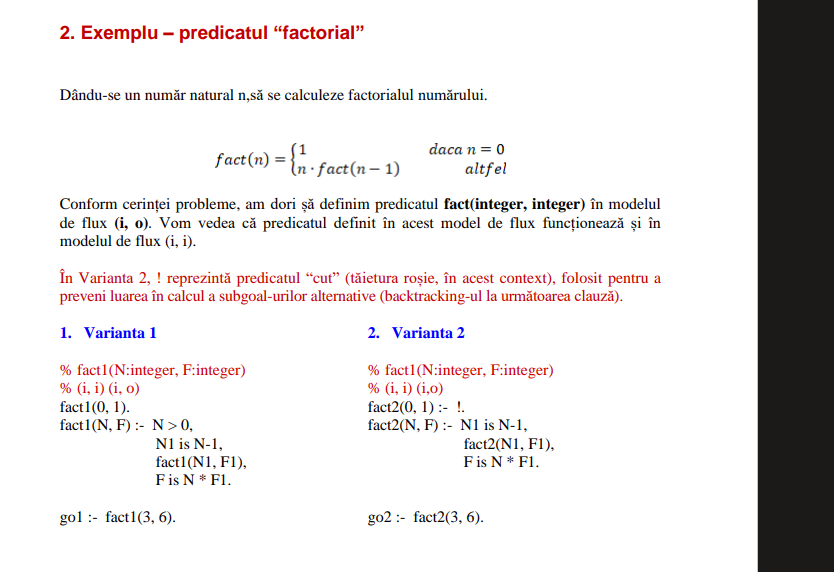 2. Exemplu – predicatul “factorial”
Dându-se un număr natural n,să se calculeze factorialul numărului.
fact(n) = {1 daca n = 0
n · fact(n − 1) altfel
Conform cerinței probleme, am dori șă definim predicatul fact(integer, integer) în modelul
de flux (i, o). Vom vedea că predicatul definit în acest model de flux funcționează și în
modelul de flux (i, i).
În Varianta 2, ! reprezintă predicatul “cut” (tăietura roșie, în acest context), folosit pentru a
preveni luarea în calcul a subgoal-urilor alternative (backtracking-ul la următoarea clauză).
1. Varianta 1
% fact1(N:integer, F:integer)
% (i, i) (i, o)
fact1(0, 1).
fact1(N, F) :- N > 0,
N1 is N-1,
fact1(N1, F1),
F is N * F1.
go1 :- fact1(3, 6).
2. Varianta 2
% fact1(N:integer, F:integer)
% (i, i) (i,o)
fact2(0, 1) :- !.
fact2(N, F) :- N1 is N-1,
fact2(N1, F1),
F is N * F1.
go2 :- fact2(3, 6).